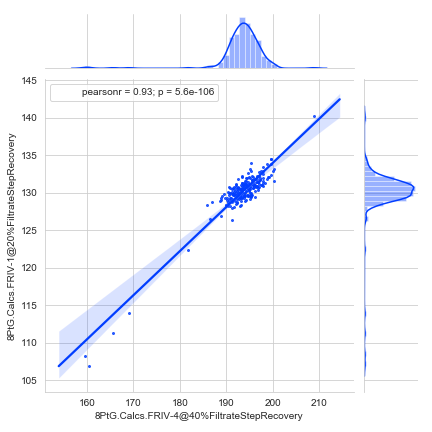 pearsonr = 0.93; p = 5.6e-106
145
140
135
130
125
120
115
110
105
8PtG.Calcs.FRIV-1@20%FiltrateStepRecovery
160 170 180 190 200 210
8PtG.Calcs.FRIV-4@40%FiltrateStepRecovery